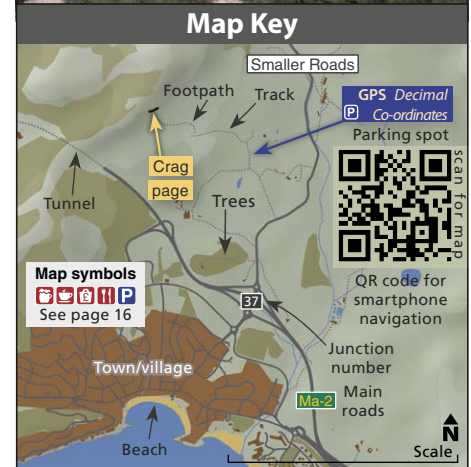 Map Key
Smaller Roads
Footpath
Track
GPS Decimal
P Co-ordinates
Parking spot
scan for map
Crag
page
Tunnel
Trees
Map symbols
P
See page 16
QR code for
smartphone
navigation
37
Junction
number
Town/village
Ma-2
Main
roads
Beach
N
Scale